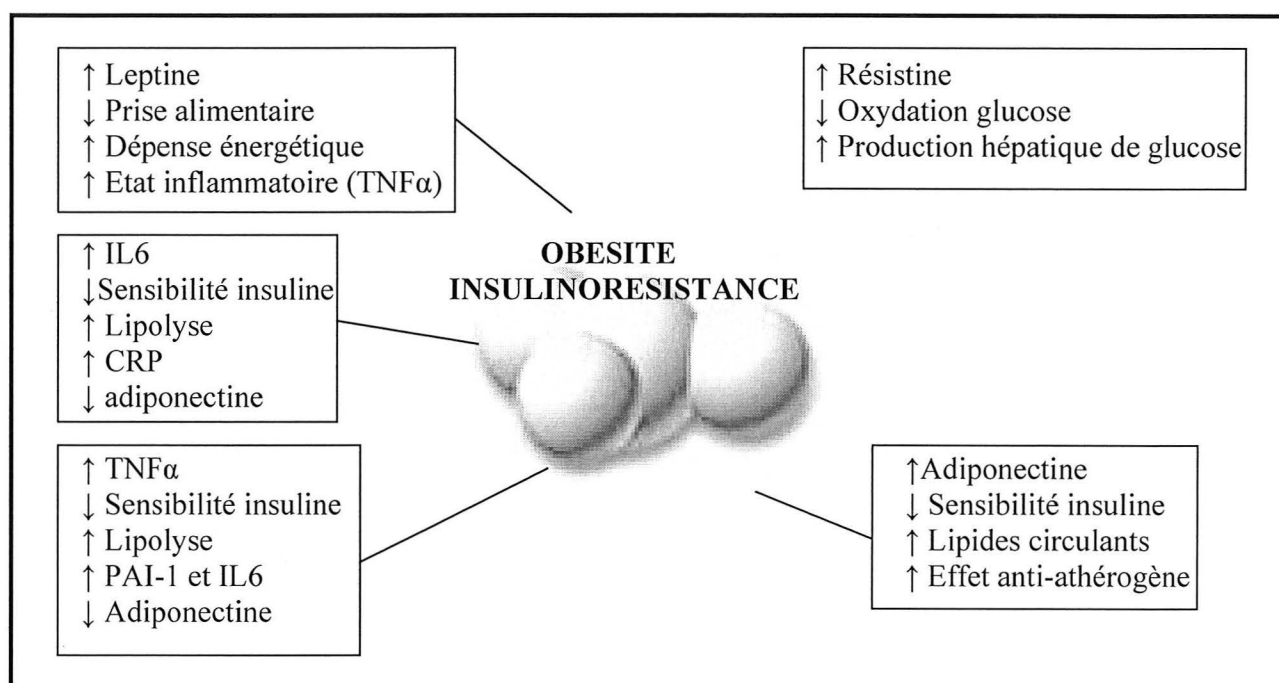 ↑ Leptine
↓ Prise alimentaire
↑ Dépense énergétique
↑ Etat inflammatoire (TNFα)
↑ Résistine
↓ Oxydation glucose
↑ Production hépatique de glucose
OBESITE
INSULINORESISTANCE
↑ IL6
↓Sensibilité insuline
↑ Lipolyse
↑ CRP
↓ adiponectine
↑ TNFα
↓ Sensibilité insuline
↑ Lipolyse
↑ PAI-1 et IL6
↓ Adiponectine
↑Adiponectine
↓ Sensibilité insuline
↑ Lipides circulants
↑ Effet anti-athérogène